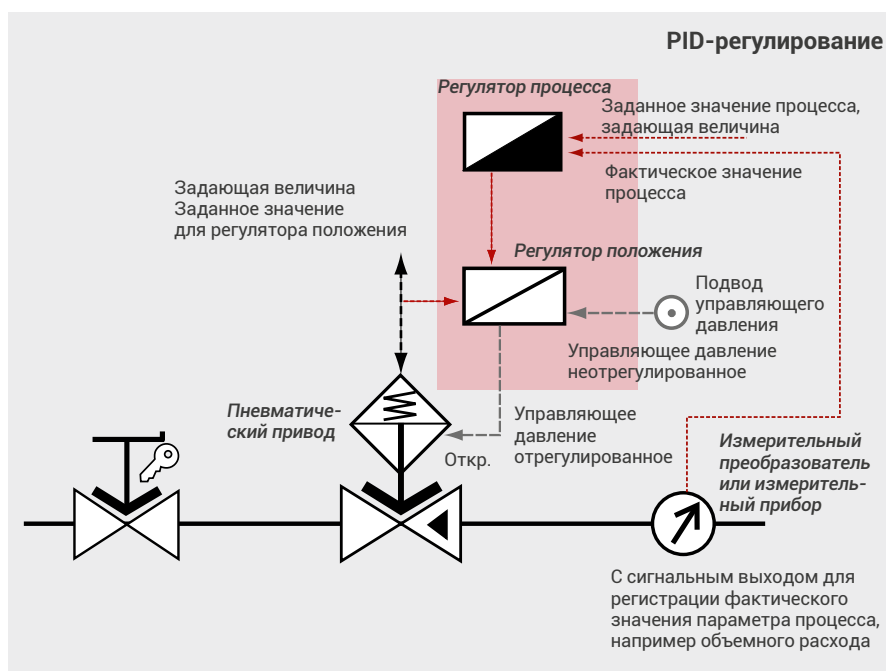 PID-регулирование
Регулятор процесса
Заданное значение процесса,
задающая величина
Фактическое значение
процесса
Задающая величина
Заданное значение
для регулятора положения
Регулятор положения
Подвод
управляющего
давления
Управляющее давление
неотрегулированное
Пневматиче-
ский привод
Управляющее
давление
отрегулированное
Откр.
Измерительный
преобразователь
или измеритель-
ный прибор
С сигнальным выходом для
регистрации фактического
значения параметра процесса,
например объемного расхода